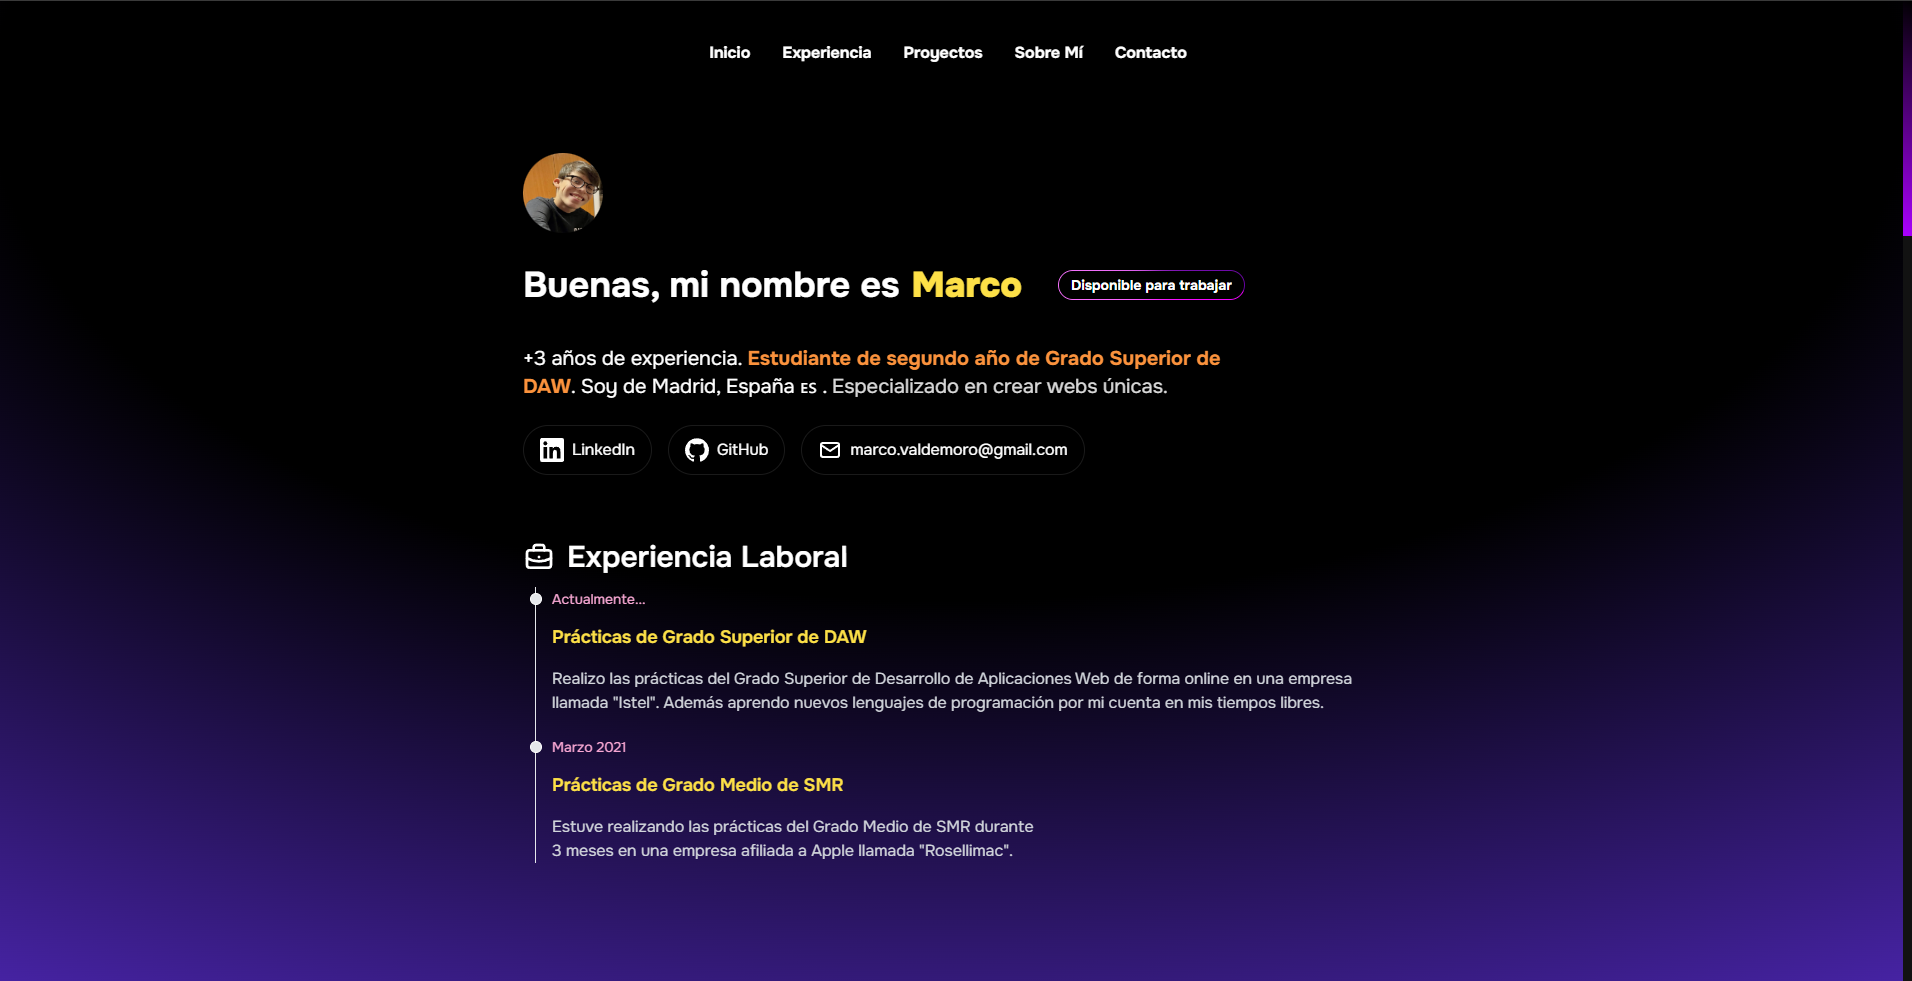 Inicio Experiencia Proyectos Sobre Mí Contacto
Buenas, mi nombre es Marco
Disponible para trabajar
+3 años de experiencia. Estudiante de segundo año de Grado Superior de
DAW. Soy de Madrid, España ES . Especializado en crear webs únicas.
LinkedIn GitHub marco.valdemoro@gmail.com
Experiencia Laboral
Actualmente...
Prácticas de Grado Superior de DAW
Realizo las prácticas del Grado Superior de Desarrollo de Aplicaciones Web de forma online en una empresa
llamada "Istel". Además aprendo nuevos lenguajes de programación por mi cuenta en mis tiempos libres.
Marzo 2021
Prácticas de Grado Medio de SMR
Estuve realizando las prácticas del Grado Medio de SMR durante
3 meses en una empresa afiliada a Apple llamada "Rosellimac".